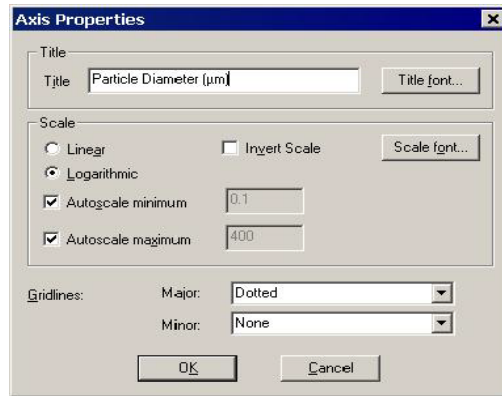 Axis Properties
Title
Title Particle Diameter (µm) Title font...
Scale
Linear Invert Scale Scale font...
Logarithmic
Autoscale minimum 0.1
Autoscale maximum 400
Gridlines: Major: Dotted
Minor: None
OK Cancel